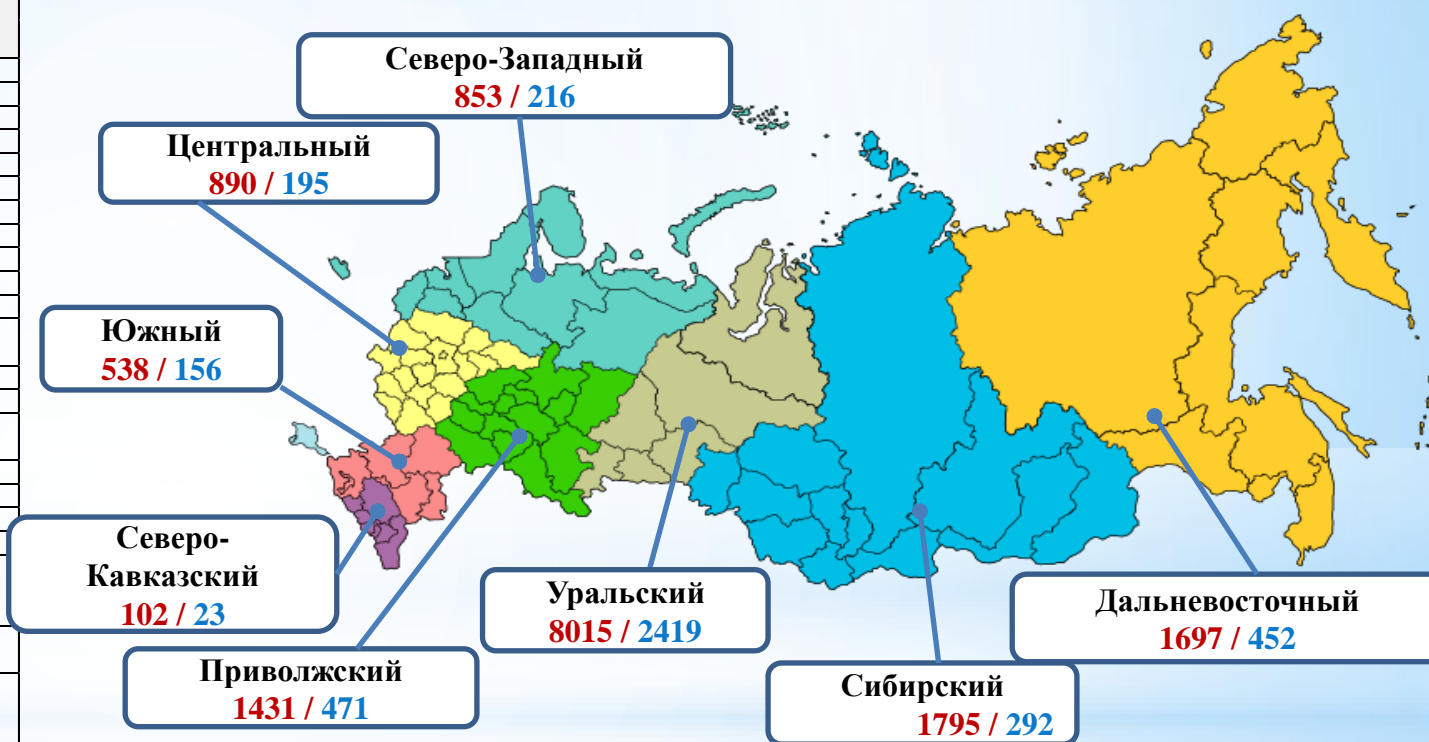 Северо-Западный
853 / 216
Центральный
890 / 195
Южный
538 / 156
Северо-
Кавказский
102 / 23
Приволжский
1431 / 471
Уральский
8015 / 2419
Сибирский
1795 / 292
Дальневосточный
1697 / 452